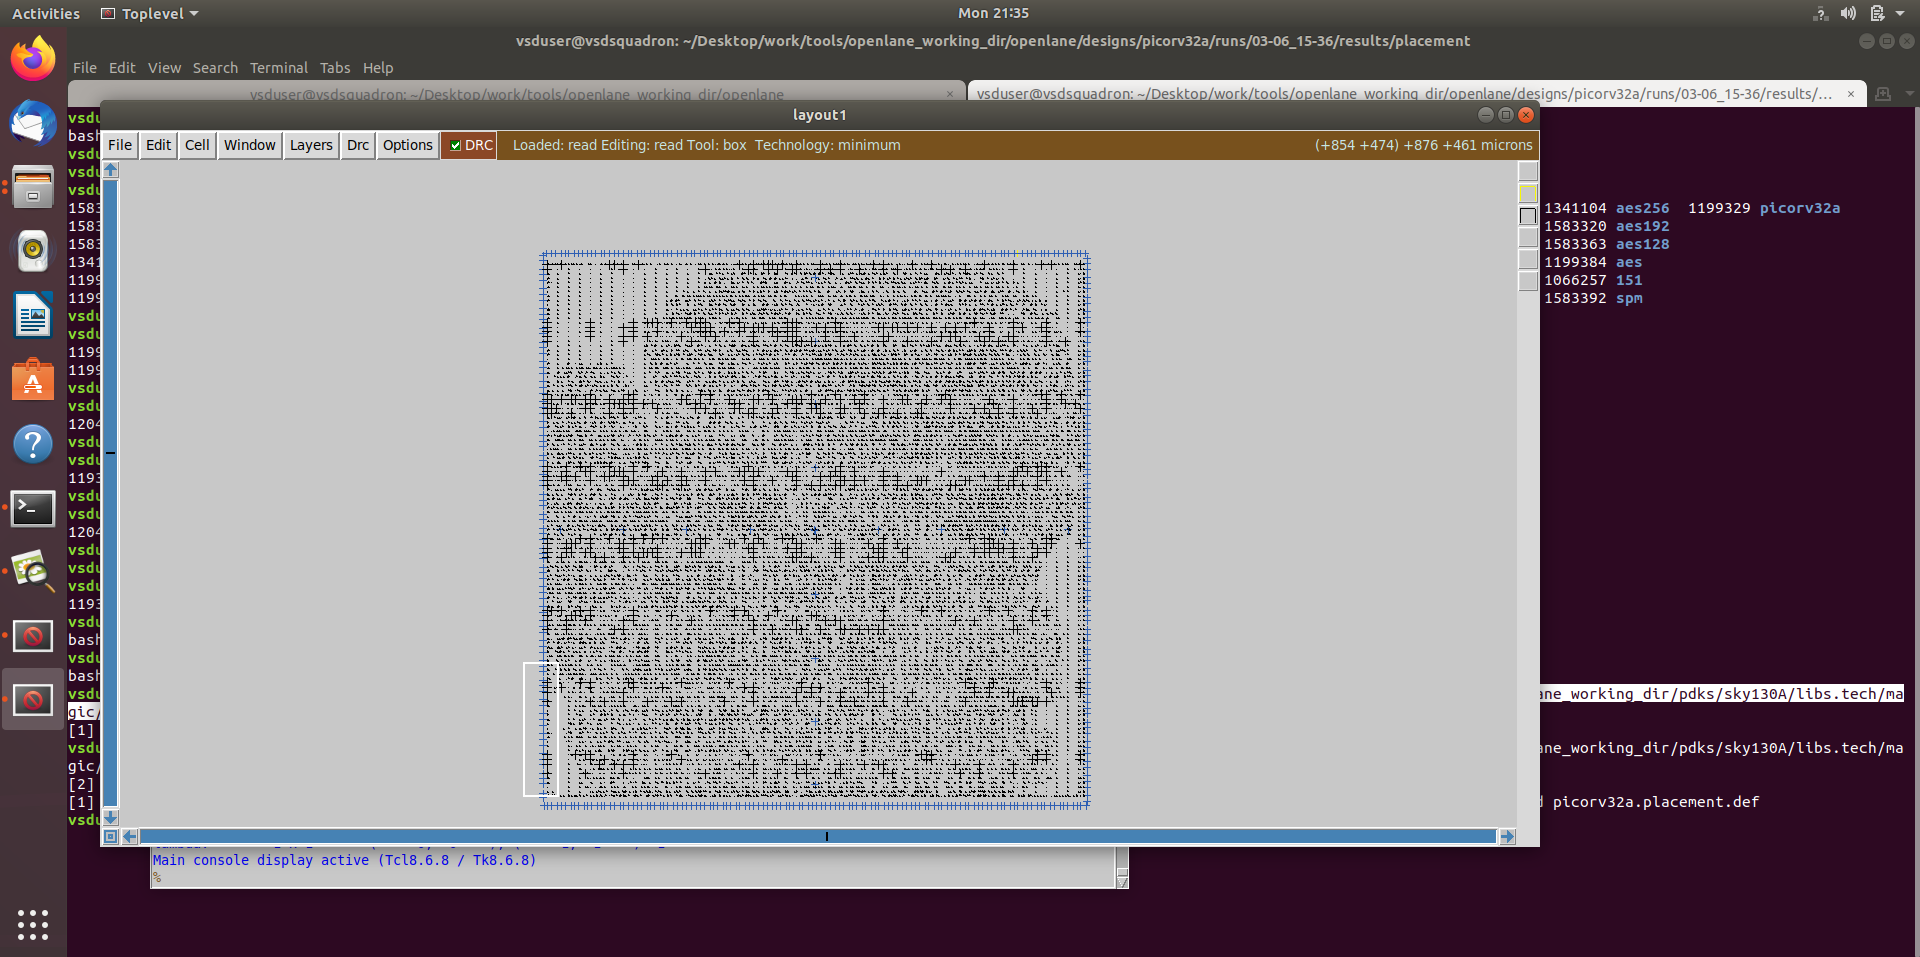 Activities
Toplevel
Mon 21:35
vsduser@vsdsquadron: ~/Desktop/work/tools/openlane_working_dir/openlane/designs/picorv32a/runs/03-06_15-36/results/placement
File Edit View Search Terminal Tabs Help
vsduser@vsdsquadron: ~/Desktop/work/tools/openlane_working_dir/openlane ×
vsduser@vsdsquadron: ~/Desktop/work/tools/openlane_working_dir/openlane/designs/picorv32a/runs/03-06_15-36/results/... ×
layout1
File Edit Cell Window Layers Drc Options DRC Loaded: read Editing: read Tool: box Technology: minimum (+854 +474) +876 +461 microns
vsdu
bash
vsdu
vsdu
vsdu
1583 1341104 aes256 1199329 picorv32a
1583 1583320 aes192
1583 1583363 aes128
1341 1199384 aes
1199 1066257 151
1199 1583392 spm
vsdu
vsdu
1199
1199
vsdu
vsdu
1204
vsdu
vsdu
1193
vsdu
vsdu
1204
vsdu
vsdu
vsdu
1193
vsdu
bash
vsdu
bash
vsdu ane_working_dir/pdks/sky130A/libs.tech/ma
gic/
[1]
vsdu ane_working_dir/pdks/sky130A/libs.tech/ma
gic/
[2]
[1] d picorv32a.placement.def
vsdu
Main console display active (Tcl8.6.8 / Tk8.6.8)
%